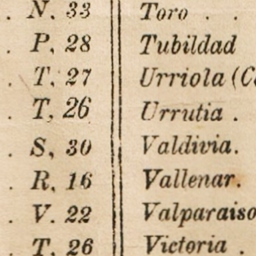 . N. 33 Toro . .
. P. 28 Tubildad
. T. 27 Urriola (C
. T. 26 Urrutia .
. S, 30 Valdivia.
. R. 16 Vallenar.
. V. 22 Valparaiso
. T. 26 Victoria .